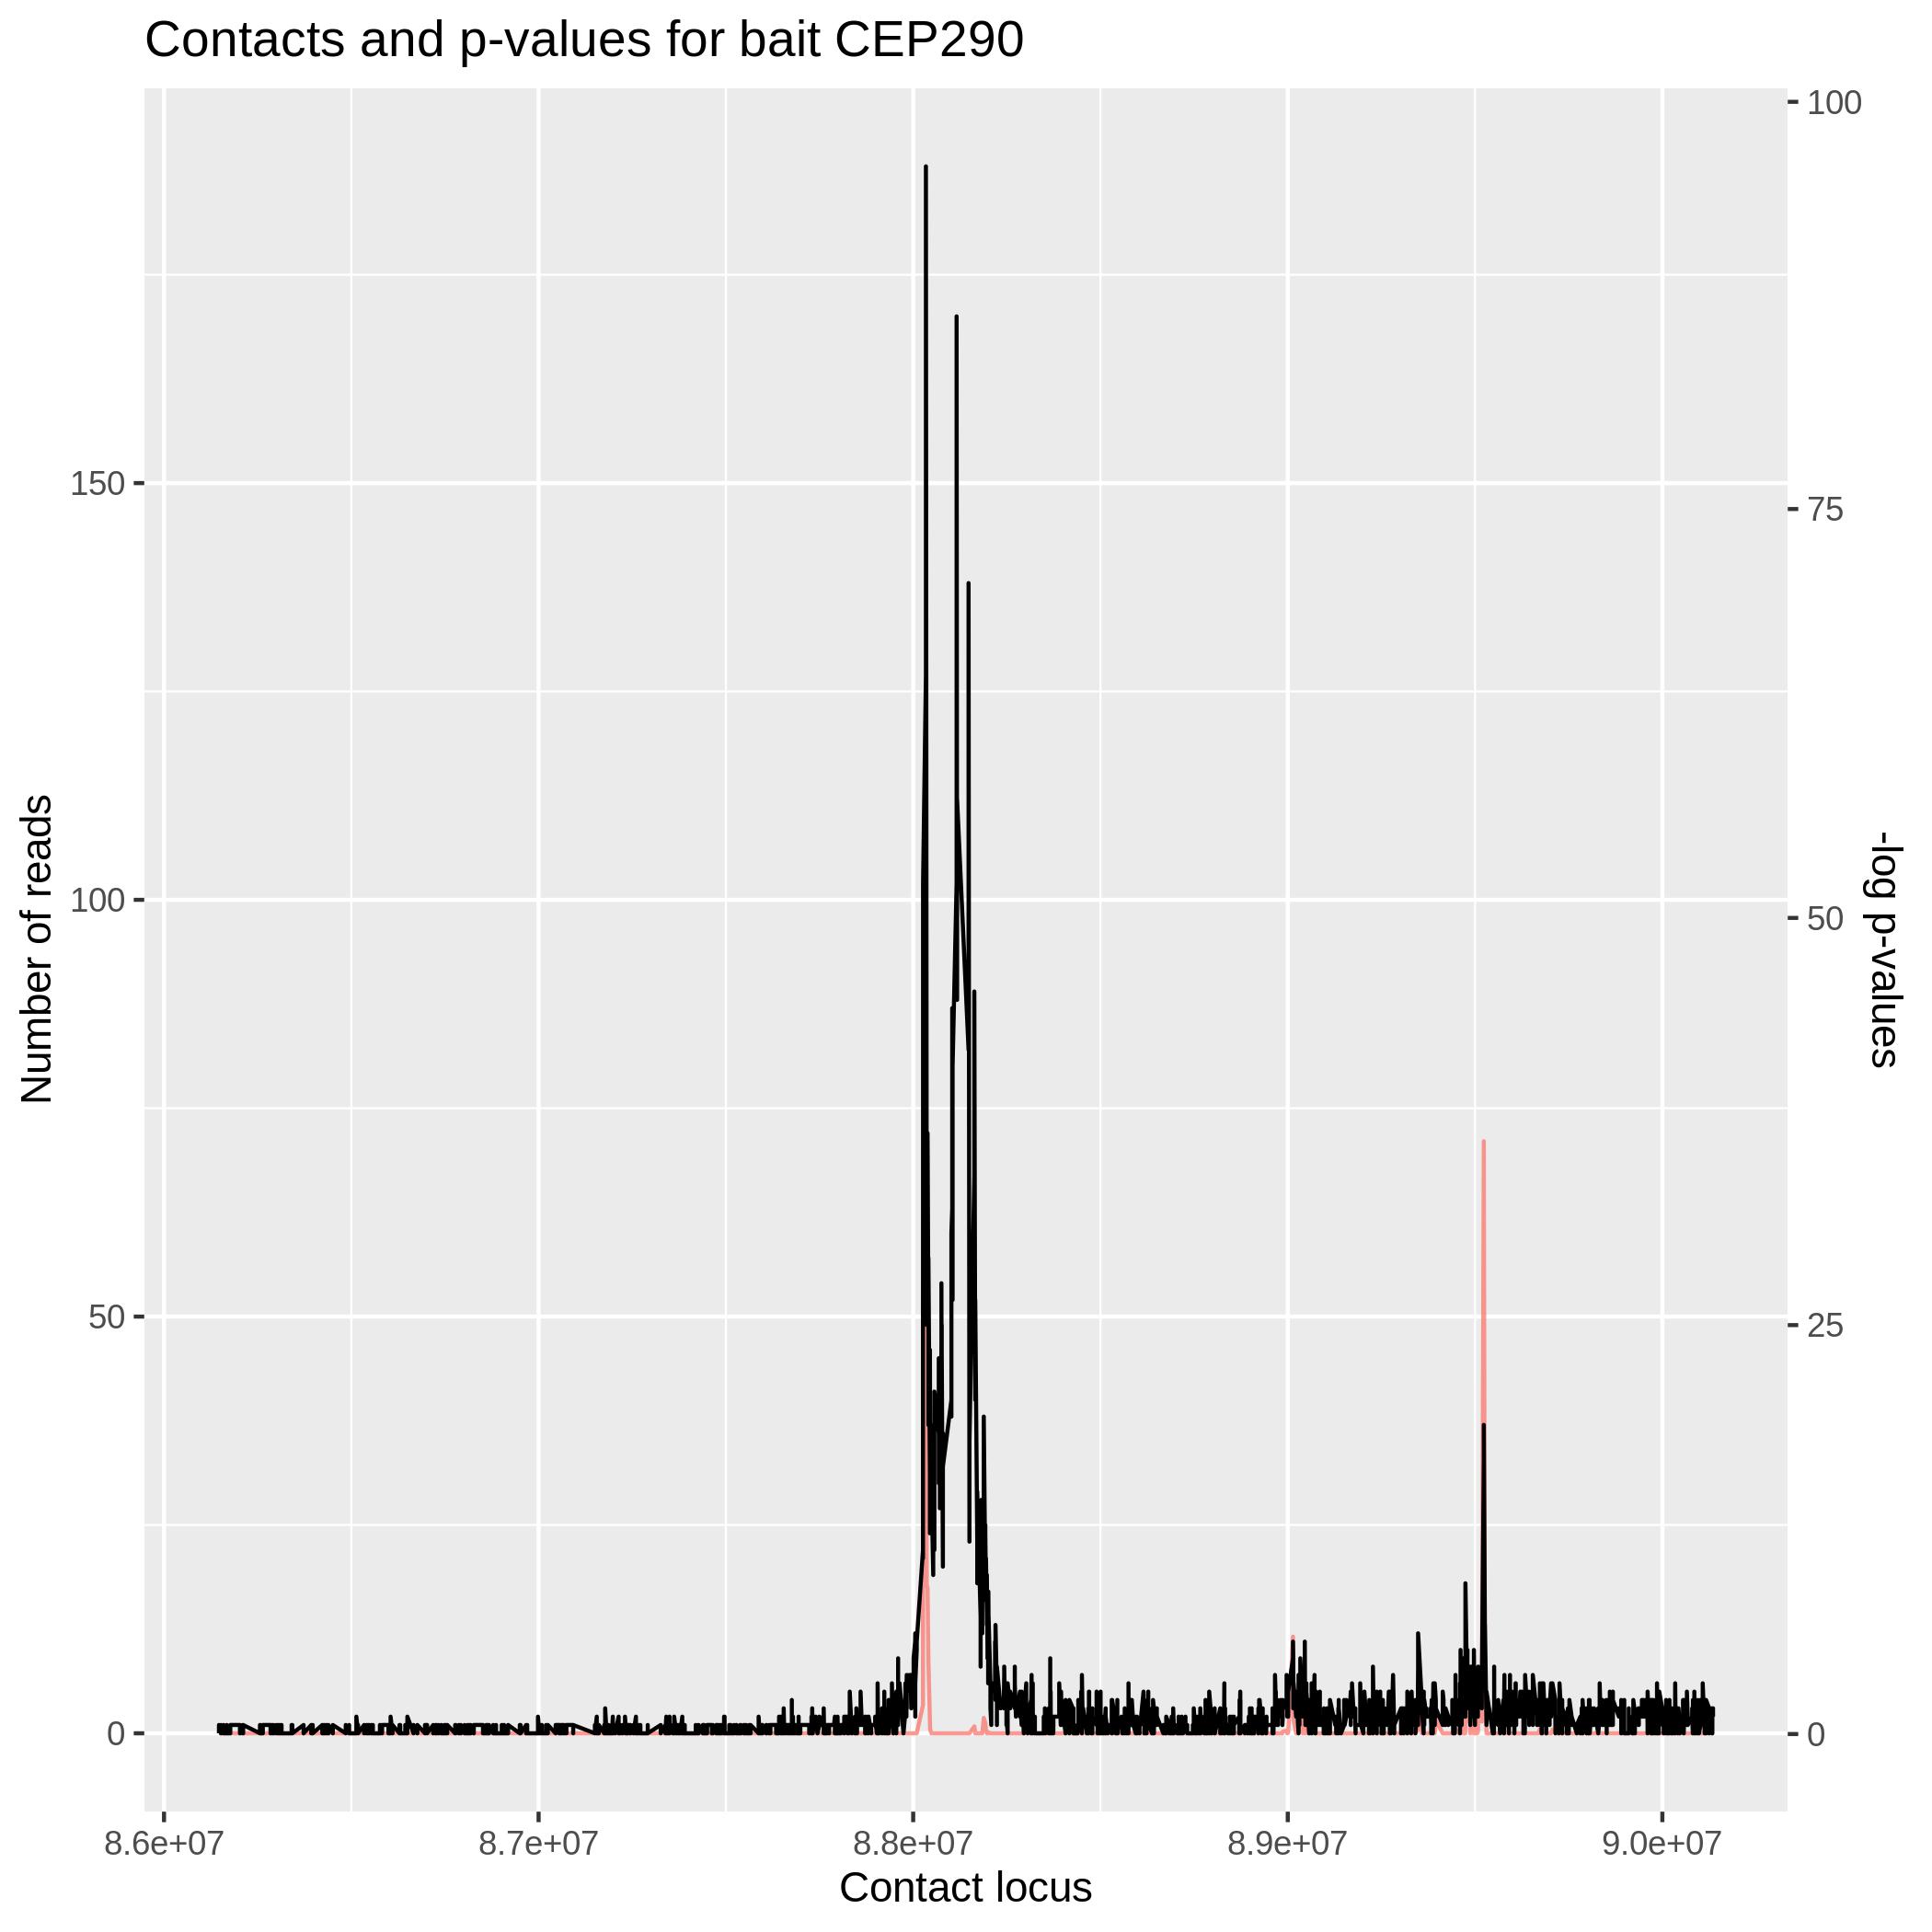 Contacts and p-values for bait CEP290
Number of reads
150
100
50
0
100
75
50
25
0
-log p-values
8.6e+07
8.7e+07
8.8e+07
8.9e+07
9.0e+07
Contact locus